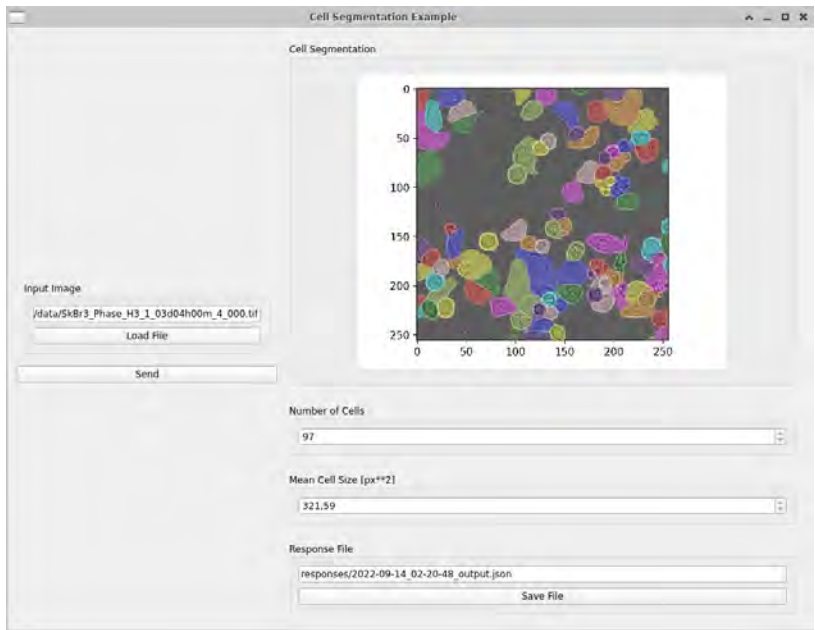 Cell Segmentation Example
Input Image
/data/SkBr3_Phase_H3_1_03d04h00m_4_000.tif
Load File
Send
Cell Segmentation
0
50
100
150
200
250
0 50 100 150 200 250
Number of Cells
97
Mean Cell Size [px**2]
321,59
Response File
responses/2022-09-14_02-20-48_output.json
Save File